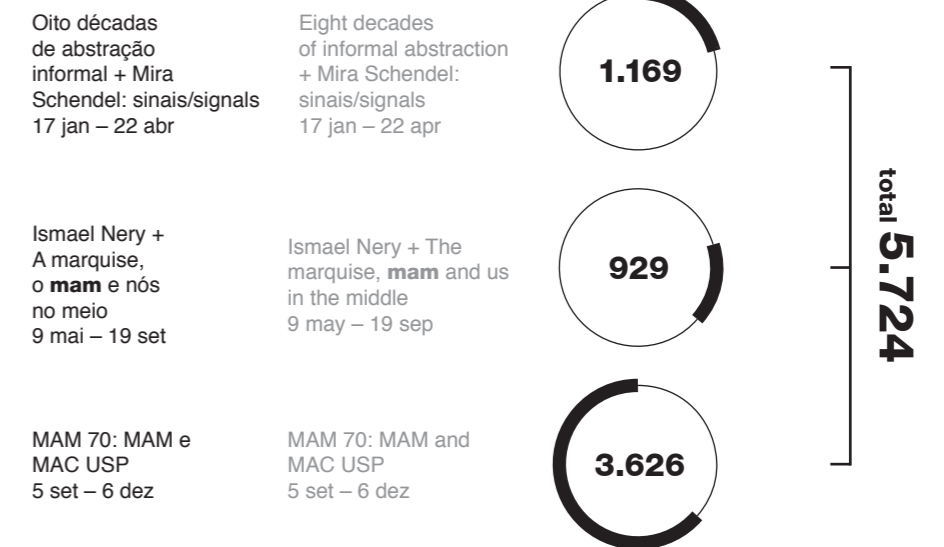 Oito décadas
de abstração
informal + Mira
Schendel: sinais/signals
17 jan – 22 abr
Eight decades
of informal abstraction
+ Mira Schendel:
sinais/signals
17 jan – 22 apr
1.169
Ismael Nery +
A marquise,
o mam e nós
no meio
9 mai – 19 set
Ismael Nery + The
marquise, mam and us
in the middle
9 may – 19 sep
929
MAM 70: MAM e
MAC USP
5 set – 6 dez
MAM 70: MAM and
MAC USP
5 set – 6 dez
3.626
total 5.724